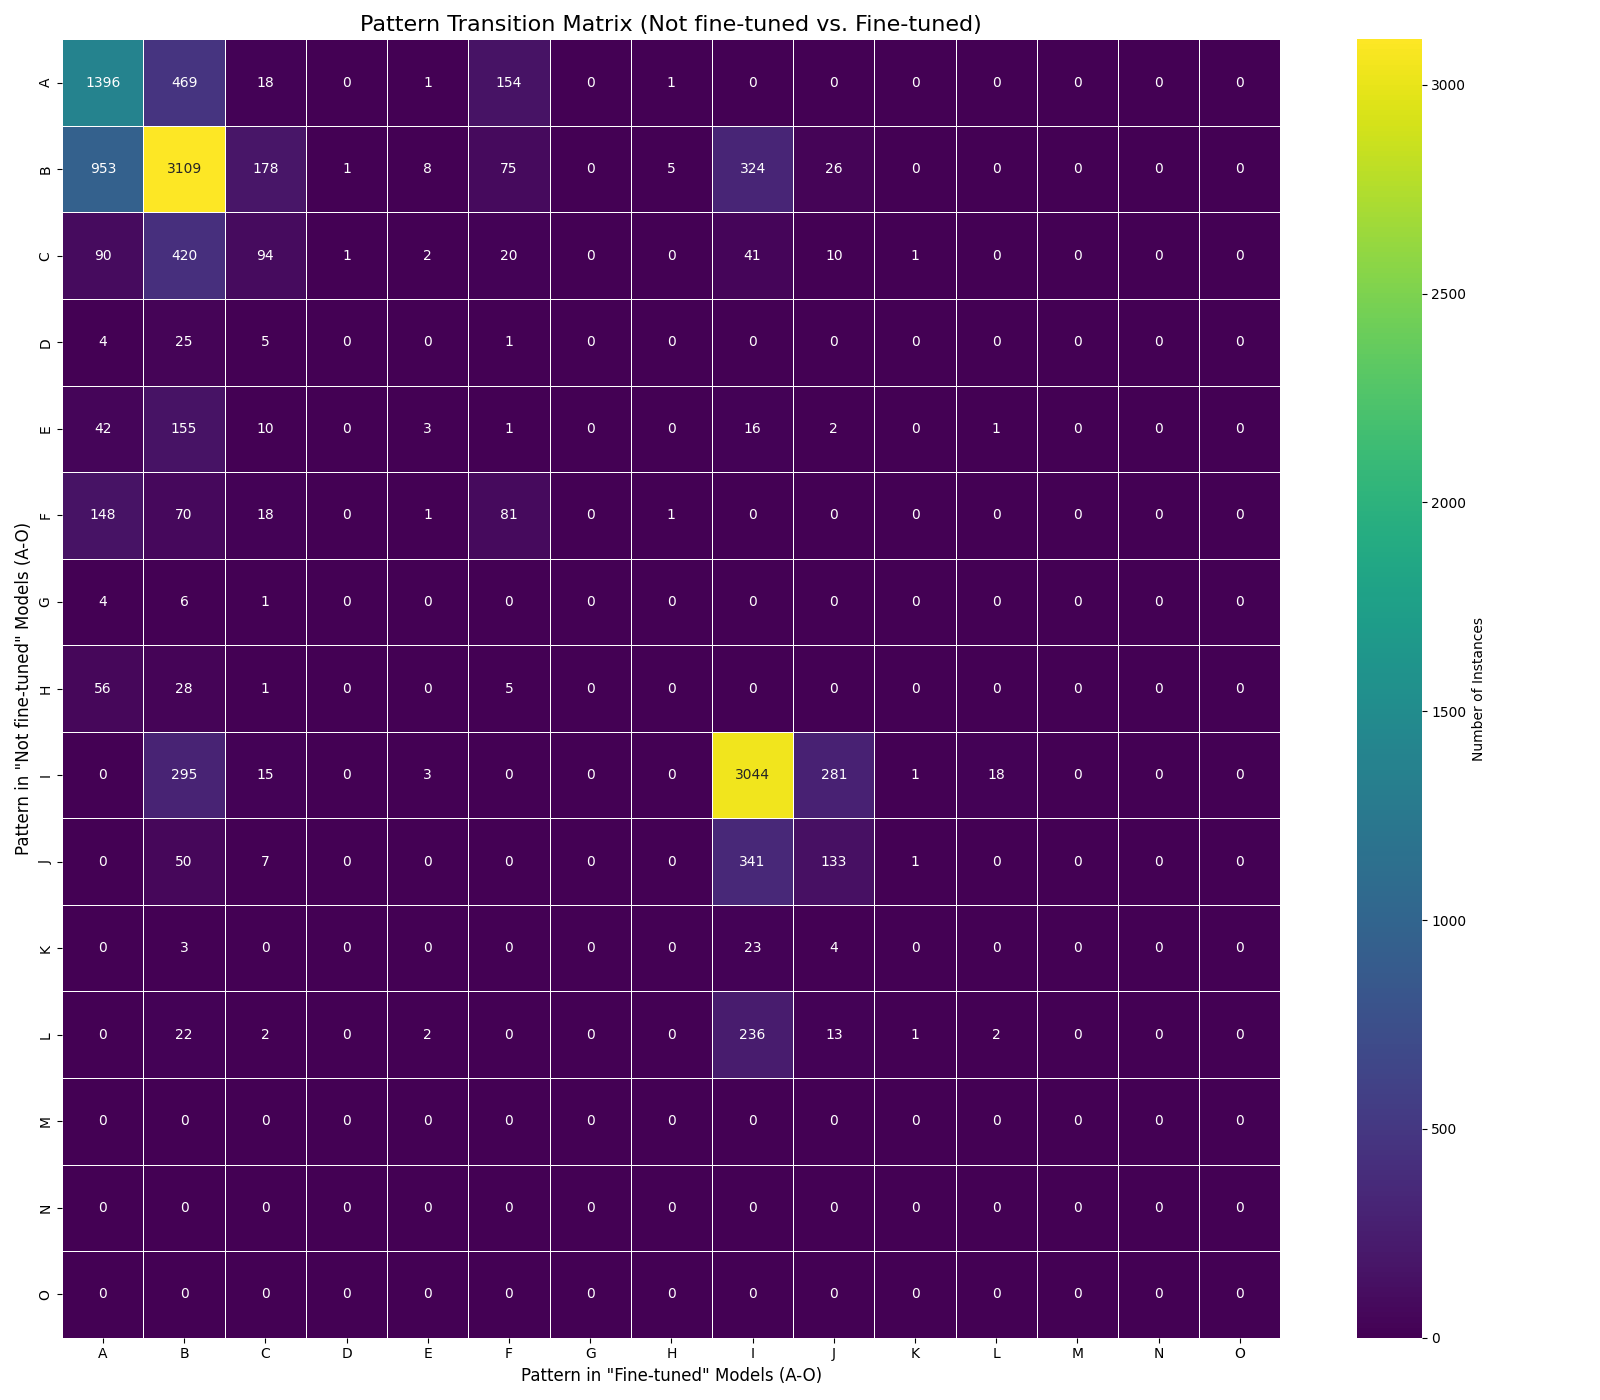 Pattern Transition Matrix (Not fine-tuned vs. Fine-tuned)
A 1396 469 18 0 1 154 0 1 0 0 0 0 0 0 0
B 953 3109 178 1 8 75 0 5 324 26 0 0 0 0 0
C 90 420 94 1 2 20 0 0 41 10 1 0 0 0 0
D 4 25 5 0 0 1 0 0 0 0 0 0 0 0 0
E 42 155 10 0 3 1 0 0 16 2 0 1 0 0 0
F 148 70 18 0 1 81 0 1 0 0 0 0 0 0 0
G 4 6 1 0 0 0 0 0 0 0 0 0 0 0 0
H 56 28 1 0 0 5 0 0 0 0 0 0 0 0 0
I 0 295 15 0 3 0 0 0 3044 281 1 18 0 0 0
J 0 50 7 0 0 0 0 0 341 133 1 0 0 0 0
K 0 3 0 0 0 0 0 0 23 4 0 0 0 0 0
L 0 22 2 0 2 0 0 0 236 13 1 2 0 0 0
M 0 0 0 0 0 0 0 0 0 0 0 0 0 0 0
N 0 0 0 0 0 0 0 0 0 0 0 0 0 0 0
O 0 0 0 0 0 0 0 0 0 0 0 0 0 0 0
A B C D E F G H I J K L M N O
Pattern in "Fine-tuned" Models (A-O)
Pattern in "Not fine-tuned" Models (A-O)
3000
2500
2000
1500
1000
500
0
Number of Instances